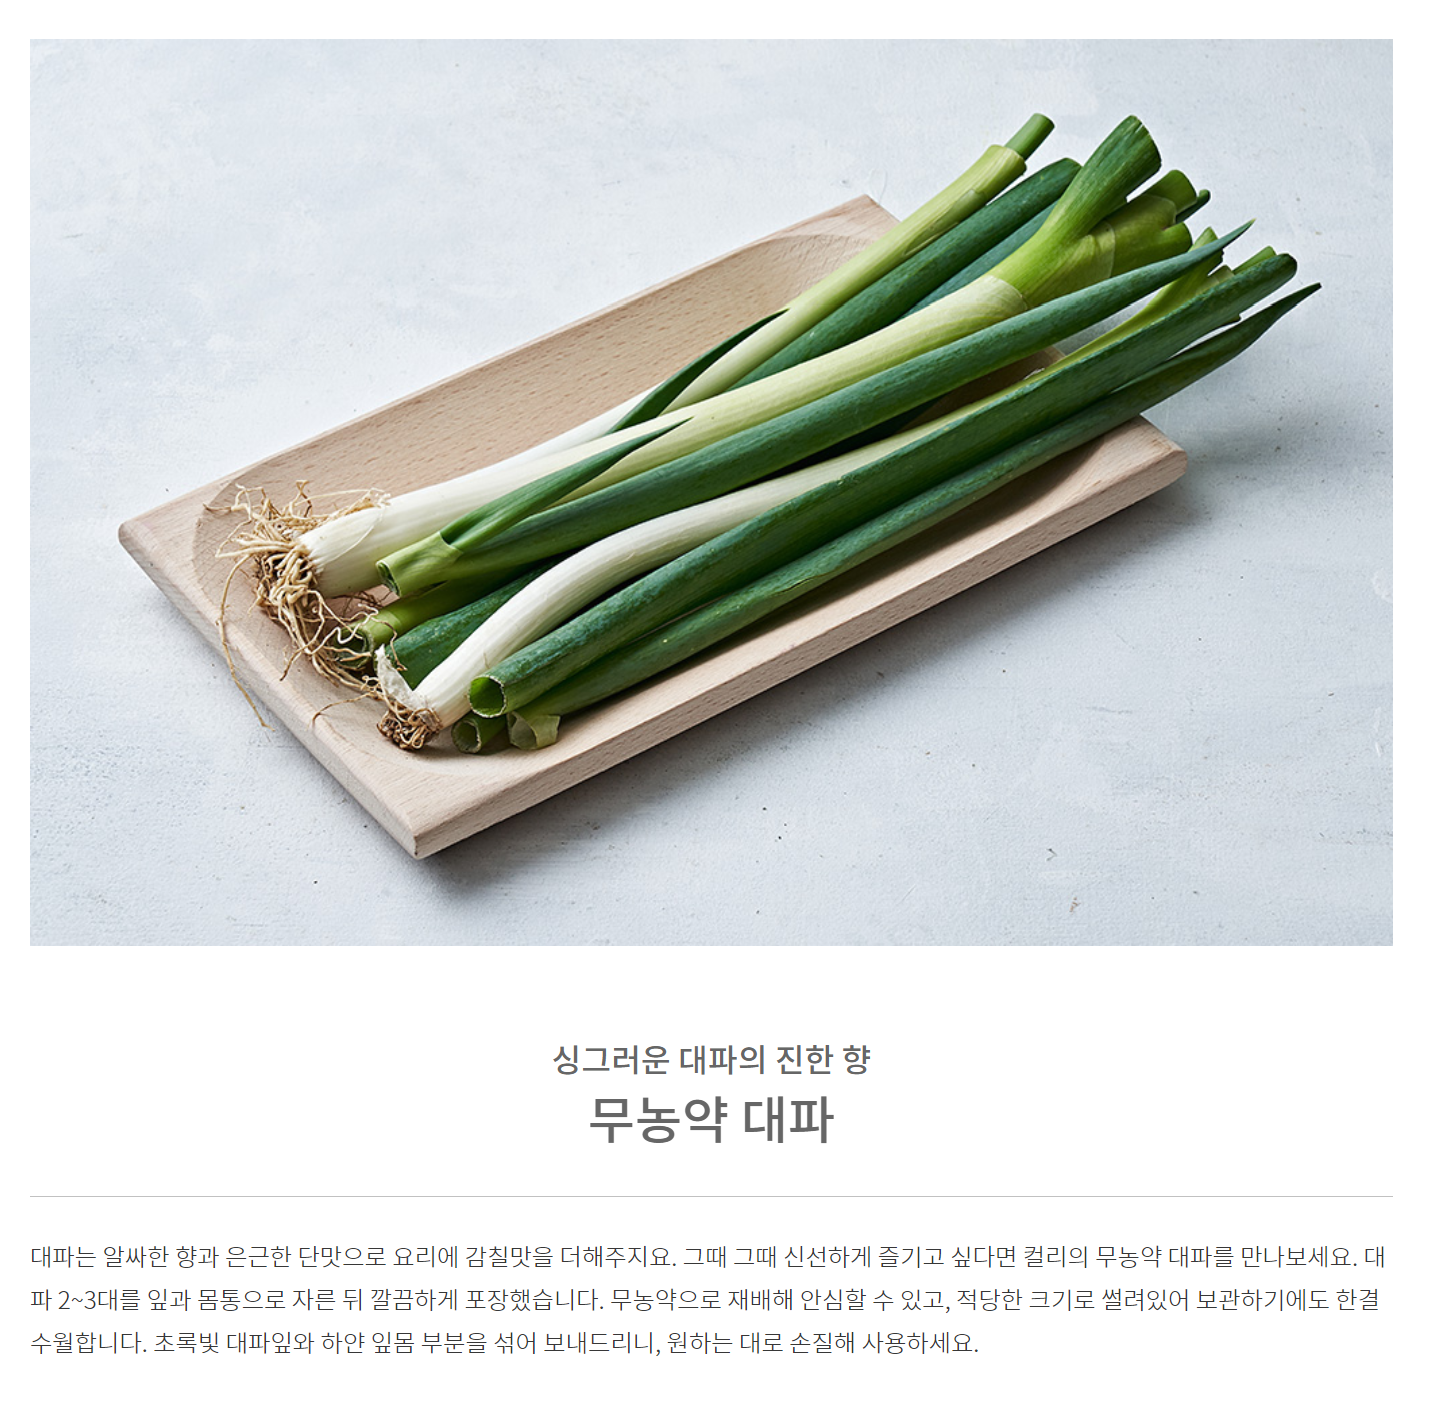 싱그러운 대파의 진한 향
무농약 대파
대파는 알싸한 향과 은근한 단맛으로 요리에 감칠맛을 더해주지요. 그때 그때 신선하게 즐기고 싶다면 컬리의 무농약 대파를 만나보세요. 대
파 2~3대를 잎과 몸통으로 자른 뒤 깔끔하게 포장했습니다. 무농약으로 재배해 안심할 수 있고, 적당한 크기로 썰려있어 보관하기에도 한결
수월합니다. 초록빛 대파잎와 하얀 잎몸 부분을 섞어 보내드리니, 원하는 대로 손질해 사용하세요.